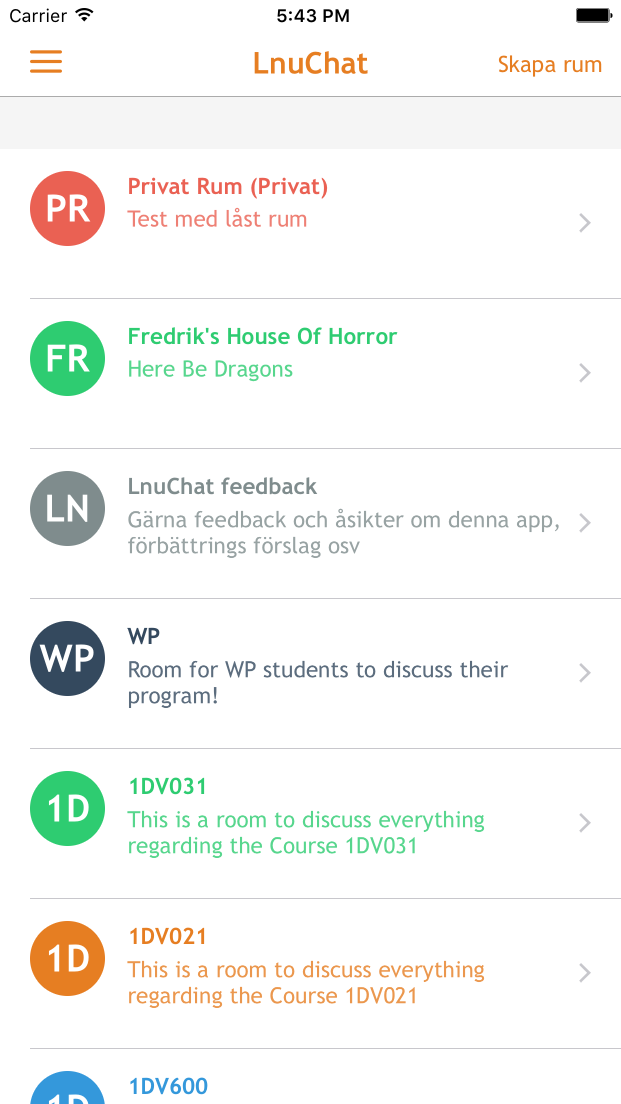 Carrier 5:43 PM
LnuChat Skapa rum
PR
Privat Rum (Privat)
Test med låst rum
FR
Fredrik's House Of Horror
Here Be Dragons
LN
LnuChat feedback
Gärna feedback och åsikter om denna app,
förbättrings förslag osv
WP
WP
Room for WP students to discuss their
program!
1D
1DV031
This is a room to discuss everything
regarding the Course 1DV031
1D
1DV021
This is a room to discuss everything
regarding the Course 1DV021
1D
1DV600